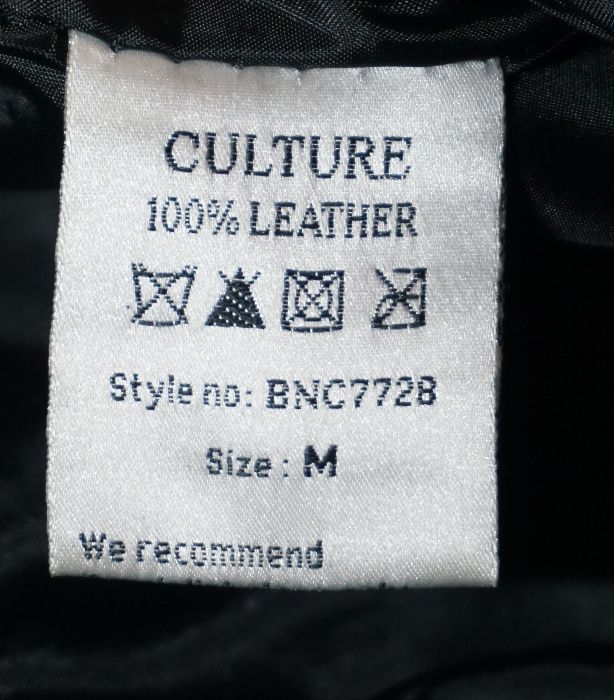 CULTURE
100% LEATHER
Style no: BNC7728
Size: M
We recommend